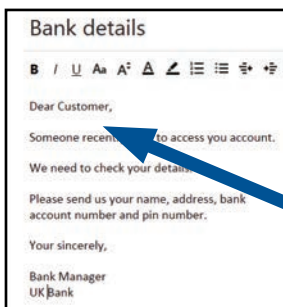 Bank details
B I U Aa A² A
Dear Customer,
Someone recent to access you account.
We need to check your details.
Please send us your name, address, bank
account number and pin number.
Your sincerely,
Bank Manager
UK Bank